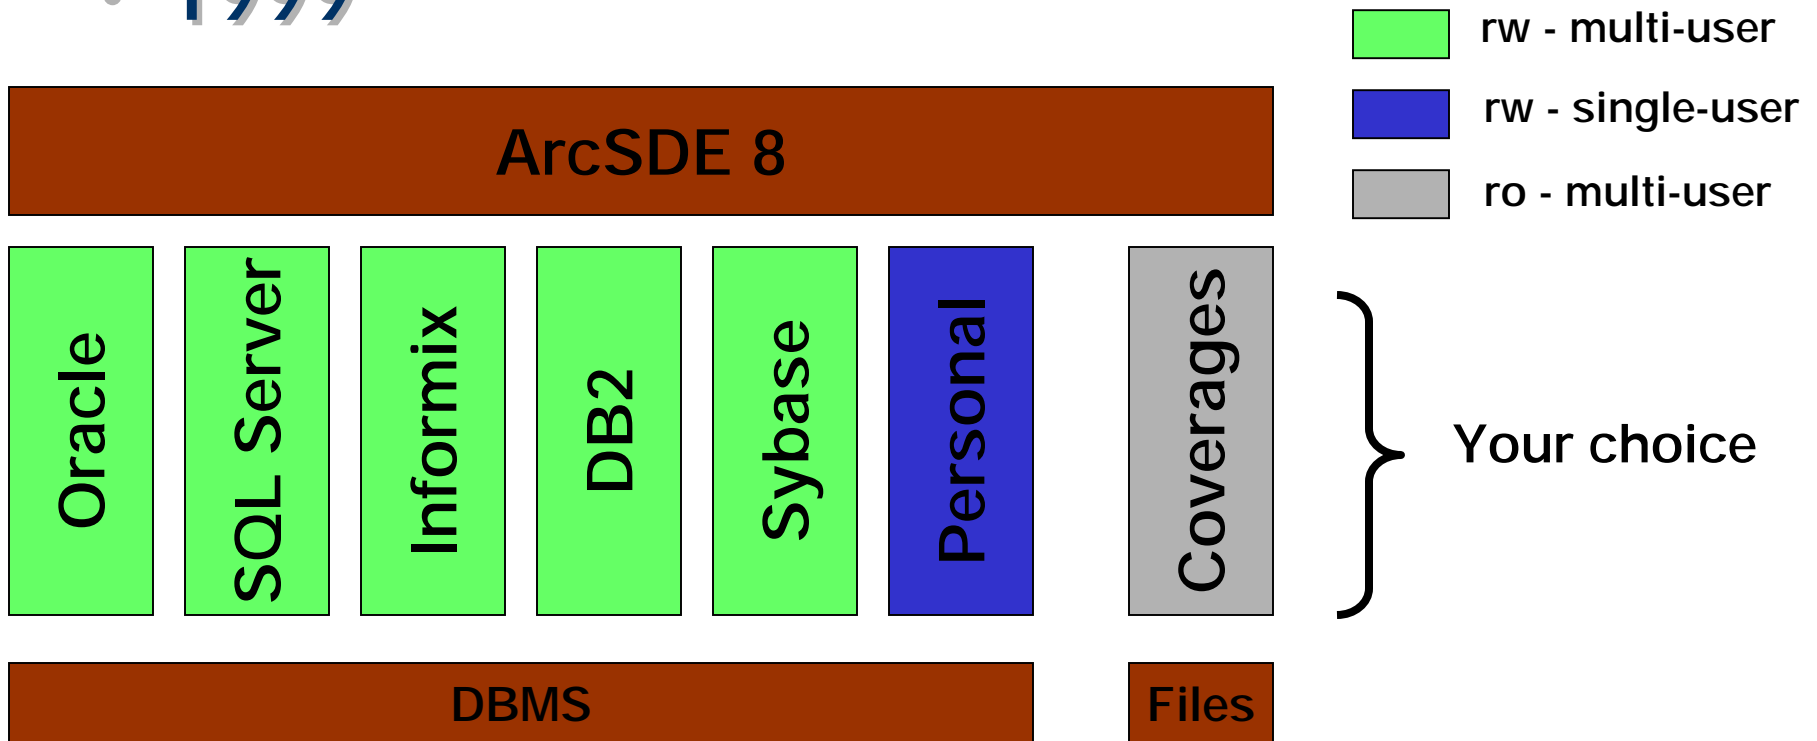 • 1999
rw - multi-user
rw - single-user
ro - multi-user
ArcSDE 8
Oracle
SQL Server
Informix
DB2
Sybase
Personal
Coverages
Your choice
DBMS
Files